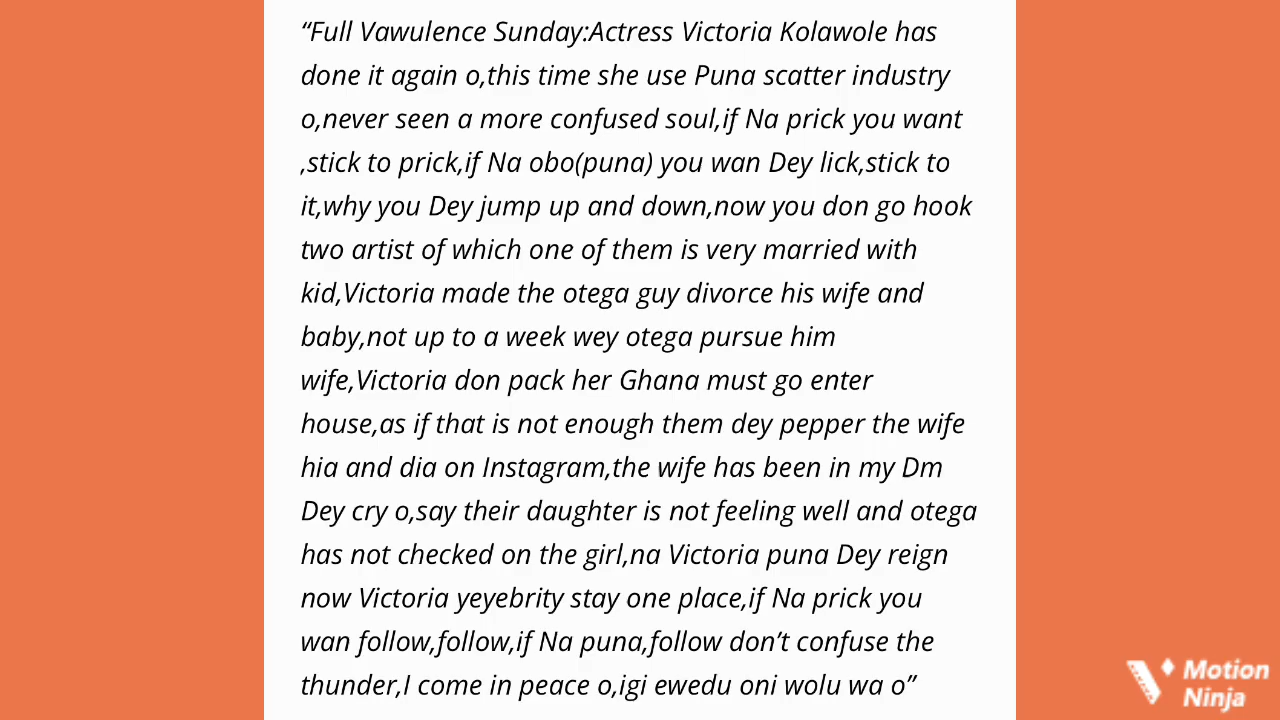 “Full Vawulence Sunday:Actress Victoria Kolawole has
done it again o,this time she use Puna scatter industry
o,never seen a more confused soul,if Na prick you want
,stick to prick,if Na obo(puna) you wan Dey lick,stick to
it,why you Dey jump up and down,now you don go hook
two artist of which one of them is very married with
kid,Victoria made the otega guy divorce his wife and
baby,not up to a week wey otega pursue him
wife,Victoria don pack her Ghana must go enter
house,as if that is not enough them dey pepper the wife
hia and dia on Instagram,the wife has been in my Dm
Dey cry o,say their daughter is not feeling well and otega
has not checked on the girl,na Victoria puna Dey reign
now Victoria yeyebrity stay one place,if Na prick you
wan follow,follow,if Na puna,follow don’t confuse the
thunder,I come in peace o,igi ewedu oni wolu wa o”
Motion
Ninja